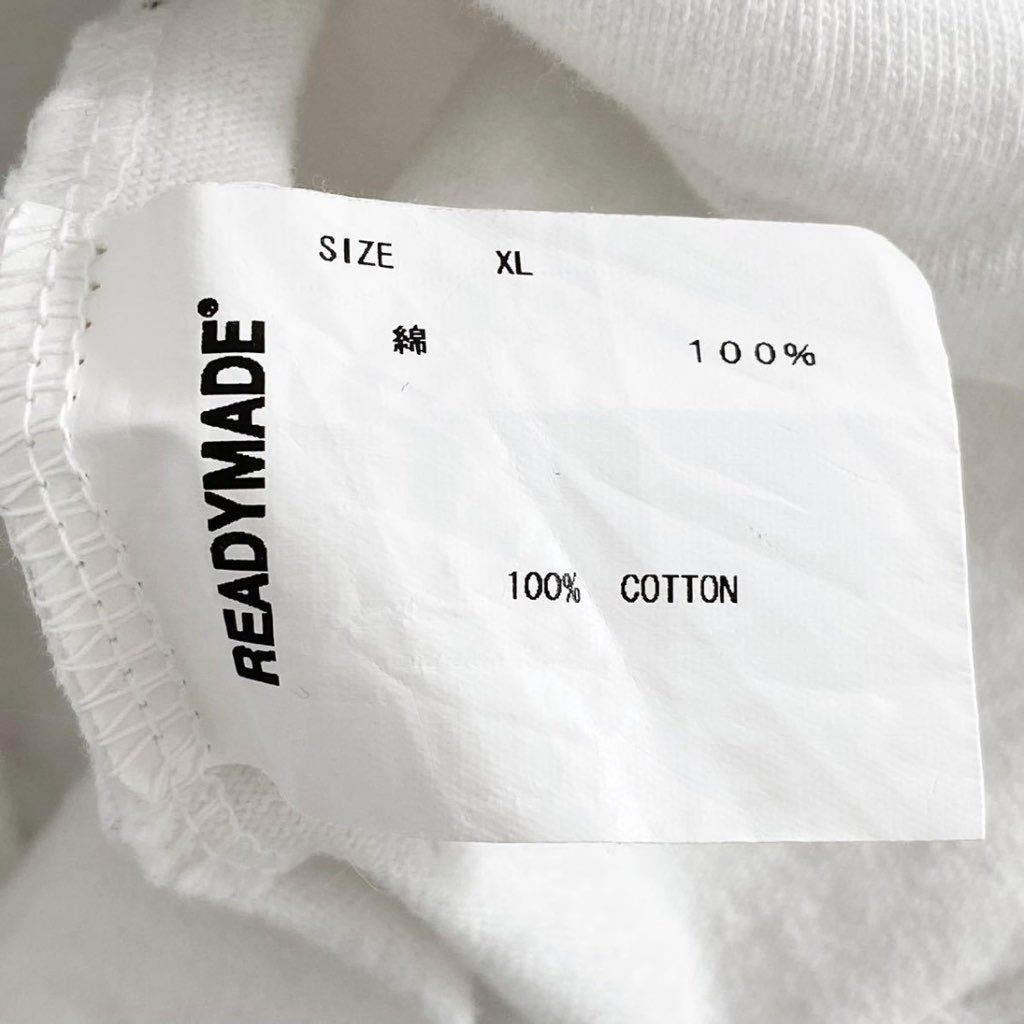 READYMADE®
SIZE XL
綿 100%
100% COTTON